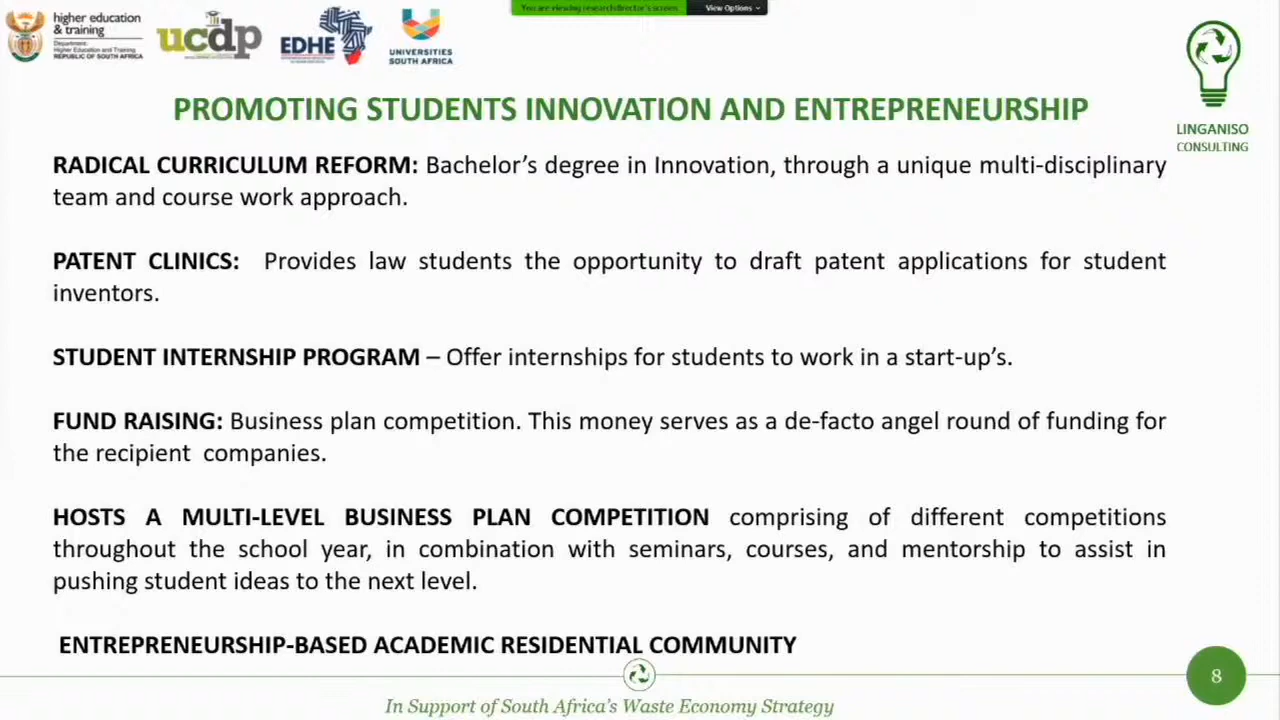 You are viewing researchdirector's screen
View Options
higher education
& training
Department:
Higher Education and Training
REPUBLIC OF SOUTH AFRICA
ucdp
EDHE
UNIVERSITIES
SOUTH AFRICA
LINGANISO
CONSULTING
PROMOTING STUDENTS INNOVATION AND ENTREPRENEURSHIP
RADICAL CURRICULUM REFORM: Bachelor's degree in Innovation, through a unique multi-disciplinary
team and course work approach.
PATENT CLINICS: Provides law students the opportunity to draft patent applications for student
inventors.
STUDENT INTERNSHIP PROGRAM – Offer internships for students to work in a start-up's.
FUND RAISING: Business plan competition. This money serves as a de-facto angel round of funding for
the recipient companies.
HOSTS A MULTI-LEVEL BUSINESS PLAN COMPETITION comprising of different competitions
throughout the school year, in combination with seminars, courses, and mentorship to assist in
pushing student ideas to the next level.
ENTREPRENEURSHIP-BASED ACADEMIC RESIDENTIAL COMMUNITY
8
In Support of South Africa's Waste Economy Strategy